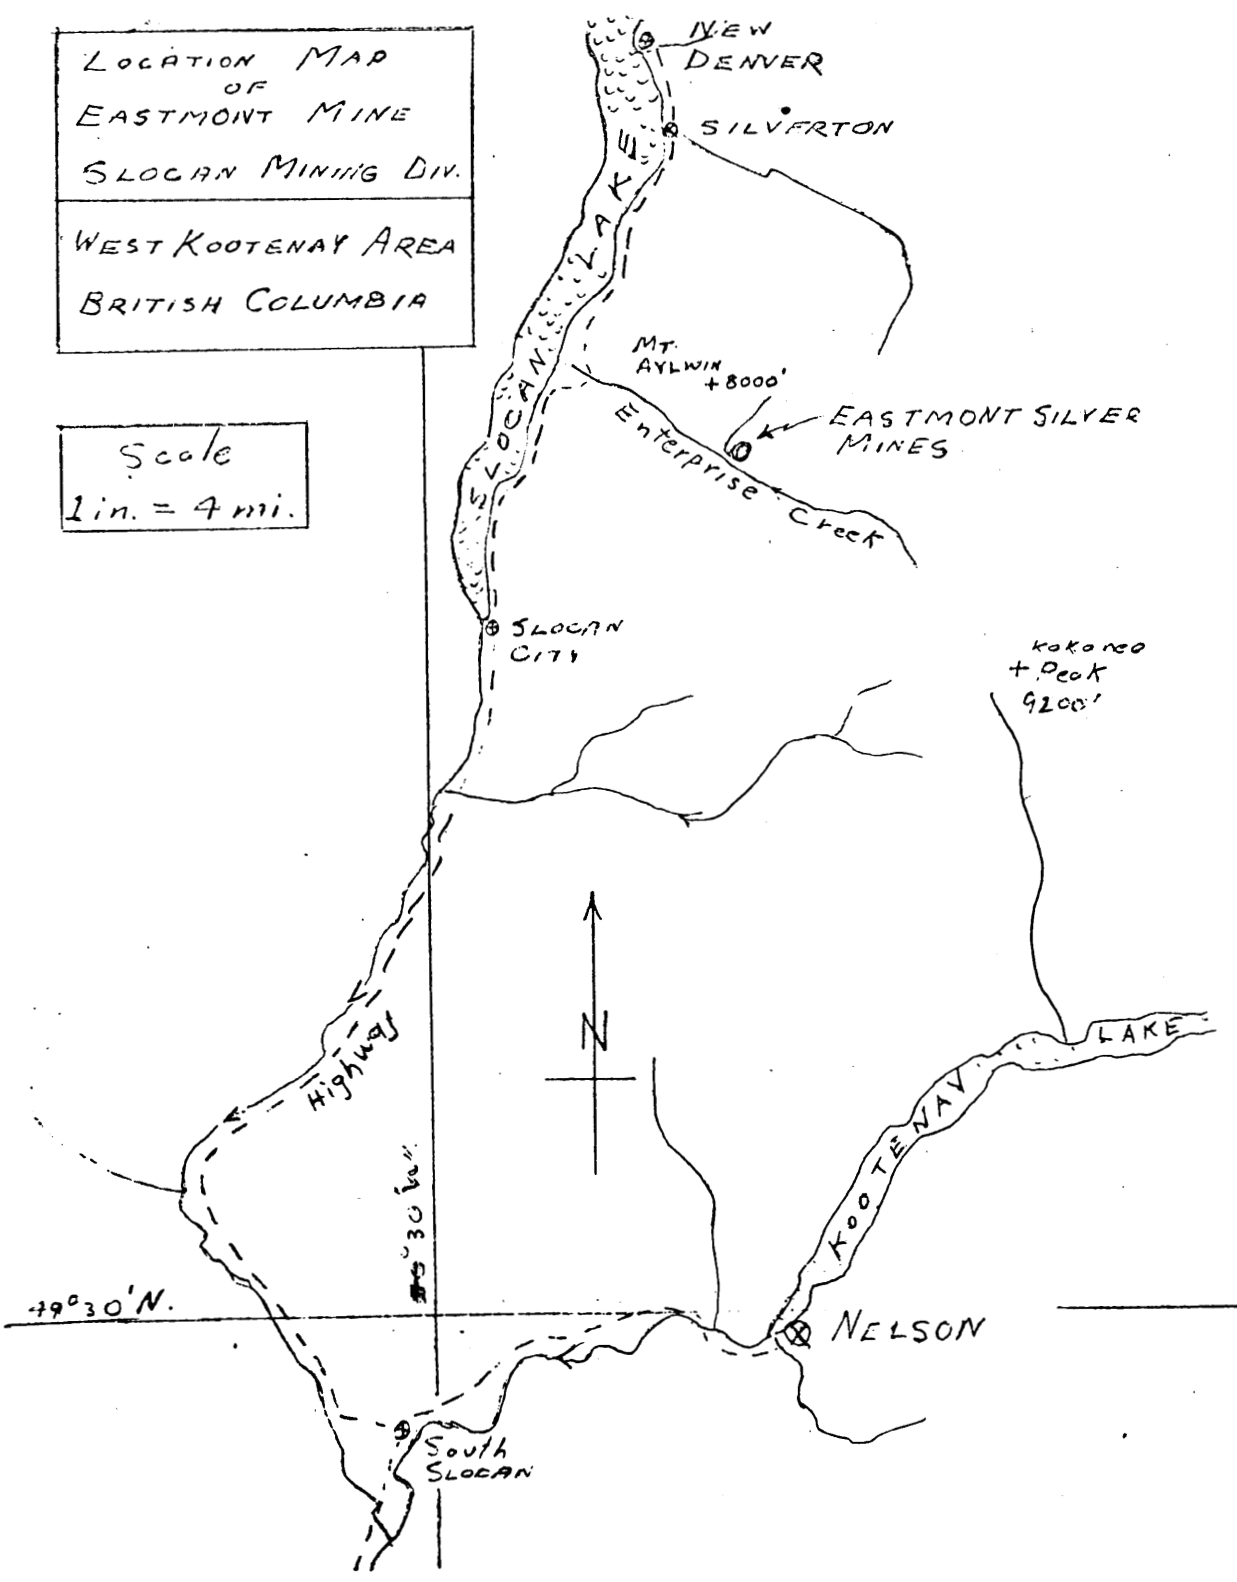 LOCATION MAP
OF
EASTMONT MINE
SLOCAN MINING DIV.
WEST KOOTENAY AREA
BRITISH COLUMBIA
Scale
1 in. = 4 mi.
NEW
DENVER
SILVERTON
SLOCAN LAKE
MT.
AYLWIN
+8000'
EASTMONT SILVER
MINES
Enterprise Creek
SLOCAN
CITY
Kokanee
+ Peak
9200'
N
Highway
KOOTENAY LAKE
30'
49°30'N.
NELSON
South
SLOCAN